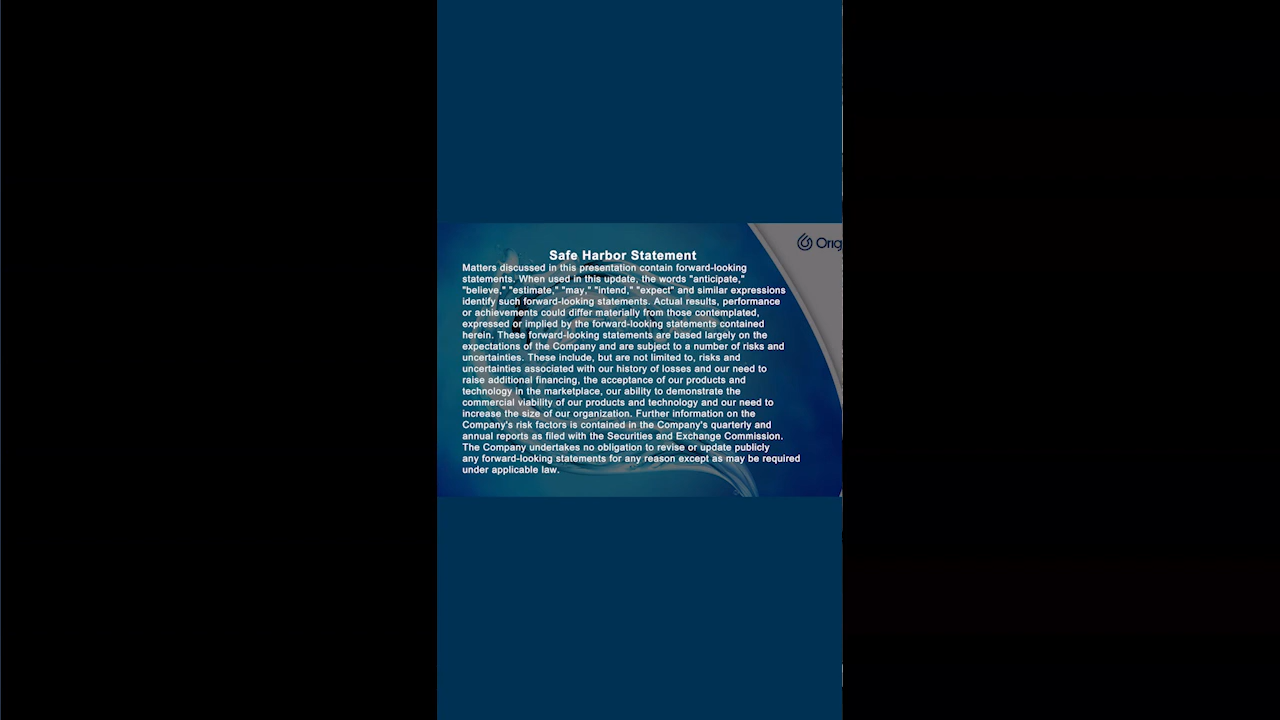 Orig
Safe Harbor Statement
Matters discussed in this presentation contain forward-looking
statements. When used in this update, the words "anticipate,"
"believe," "estimate," "may," "intend," "expect" and similar expressions
identify such forward-looking statements. Actual results, performance
or achievements could differ materially from those contemplated,
expressed or implied by the forward-looking statements contained
herein. These forward-looking statements are based largely on the
expectations of the Company and are subject to a number of risks and
uncertainties. These include, but are not limited to, risks and
uncertainties associated with our history of losses and our need to
raise additional financing, the acceptance of our products and
technology in the marketplace, our ability to demonstrate the
commercial viability of our products and technology and our need to
increase the size of our organization. Further information on the
Company's risk factors is contained in the Company's quarterly and
annual reports as filed with the Securities and Exchange Commission.
The Company undertakes no obligation to revise or update publicly
any forward-looking statements for any reason except as may be required
under applicable law.